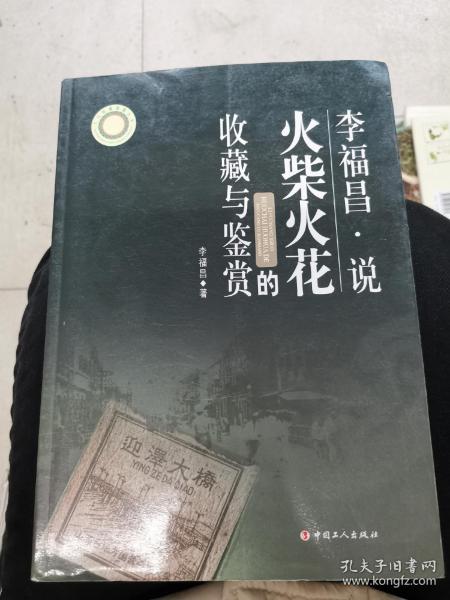 李福昌·说
火柴火花
的
收藏与鉴赏
李福昌◆著
迎泽大桥
YING ZE DA QIAO
中国工人出版社
孔夫子旧书网
www.kongfz.com